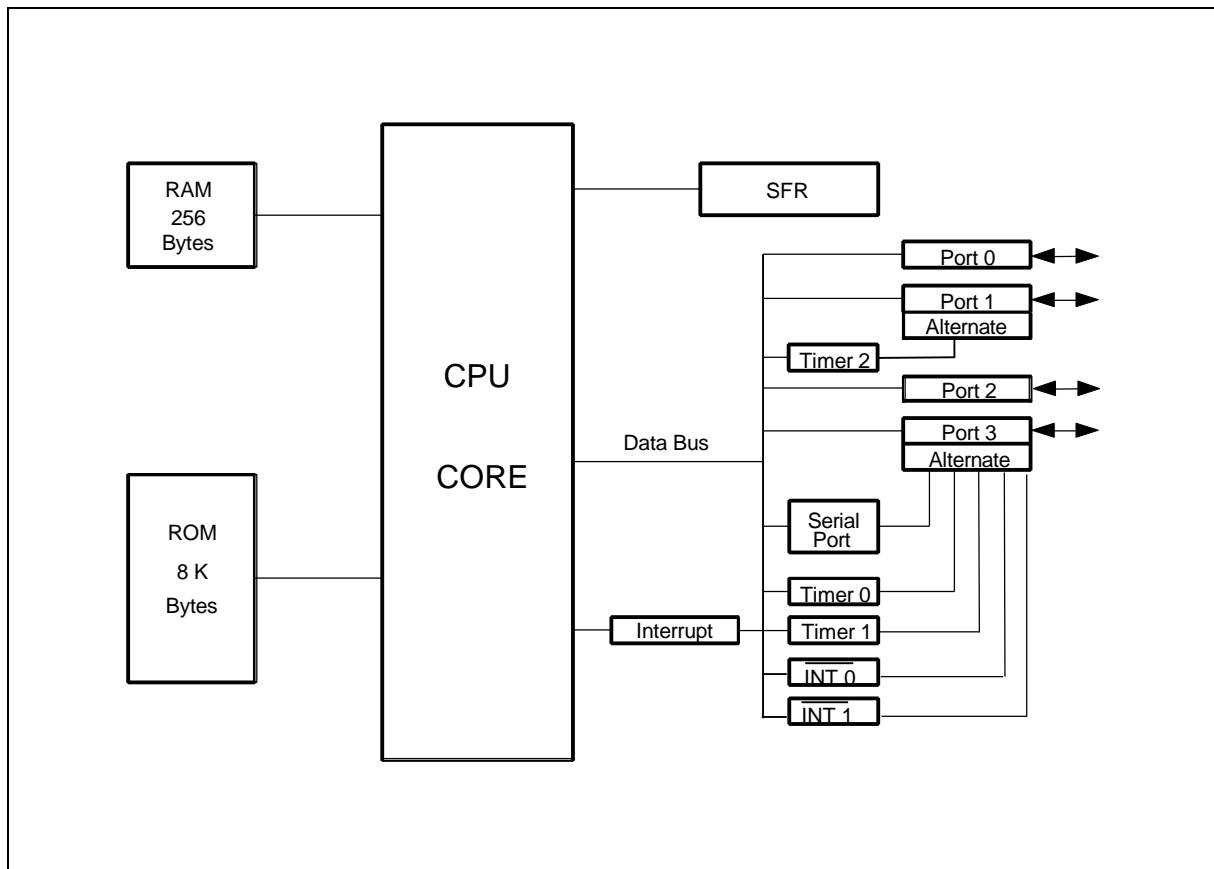 RAM
256
Bytes
SFR
Port 0
Port 1
Alternate
Timer 2
CPU
CORE
Port 2
Port 3
Alternate
Data Bus
ROM
8 K
Bytes
Serial
Port
Timer 0
Interrupt
Timer 1
INT 0
INT 1